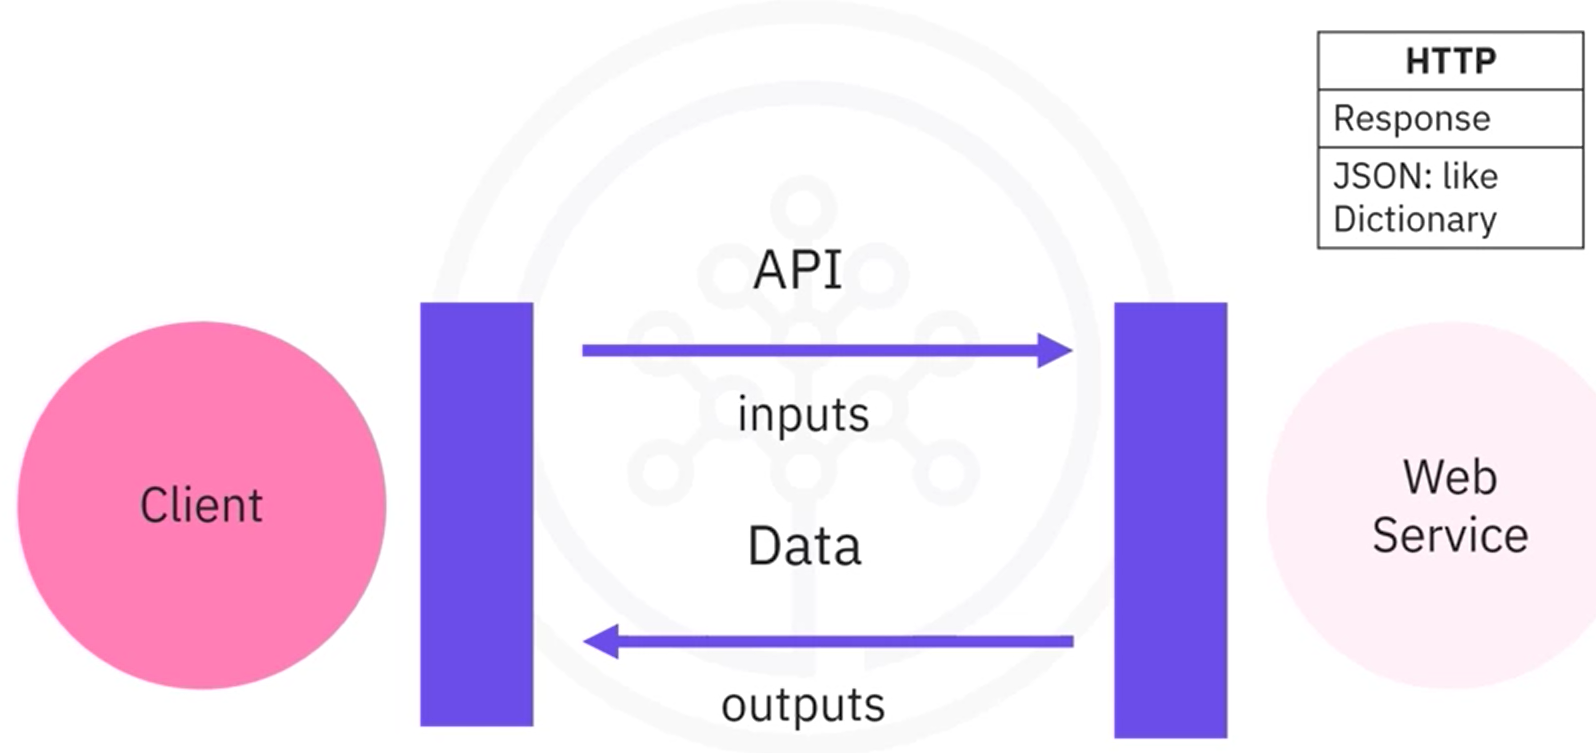 HTTP
Response
JSON: like
Dictionary
API
inputs
Client
Web
Service
Data
outputs